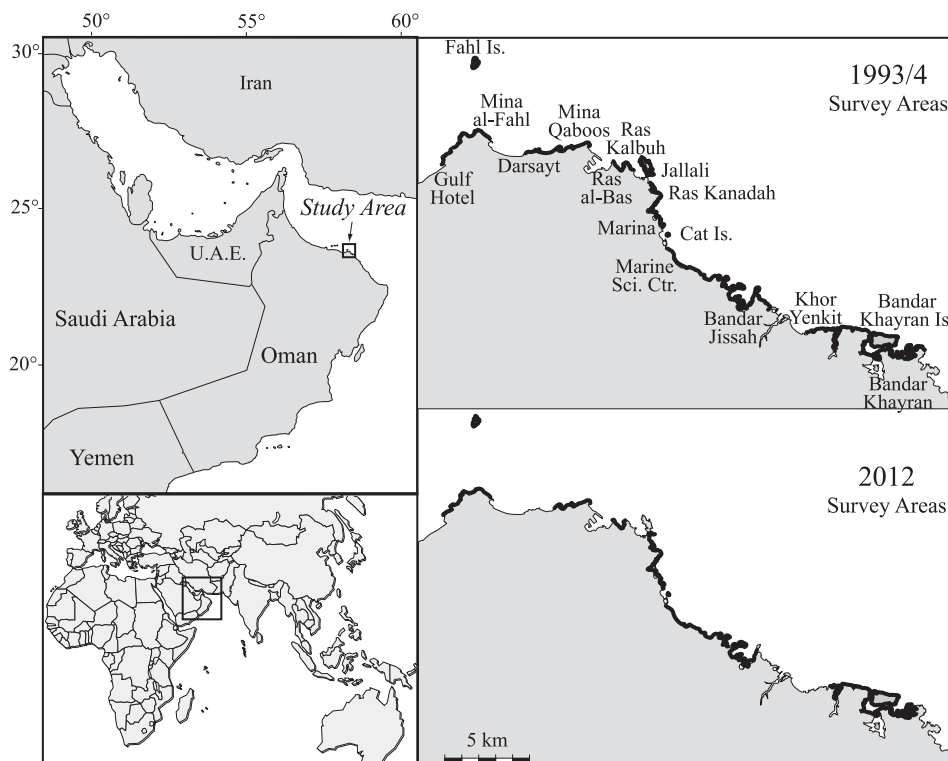 50°
55°
60°
30°
25°
20°
Iran
Study Area
U.A.E.
Saudi Arabia
Oman
Yemen
Fahl Is.
1993/4
Survey Areas
Mina
al-Fahl
Mina
Qaboos
Ras
Kalbuh
Gulf
Hotel
Darsayt
Ras
al-Bas
Jallali
Ras Kanadah
Marina
Cat Is.
Marine
Sci. Ctr.
Bandar
Jissah
Khor
Yenkit
Bandar
Khayran Is
Bandar
Khayran
2012
Survey Areas
5 km